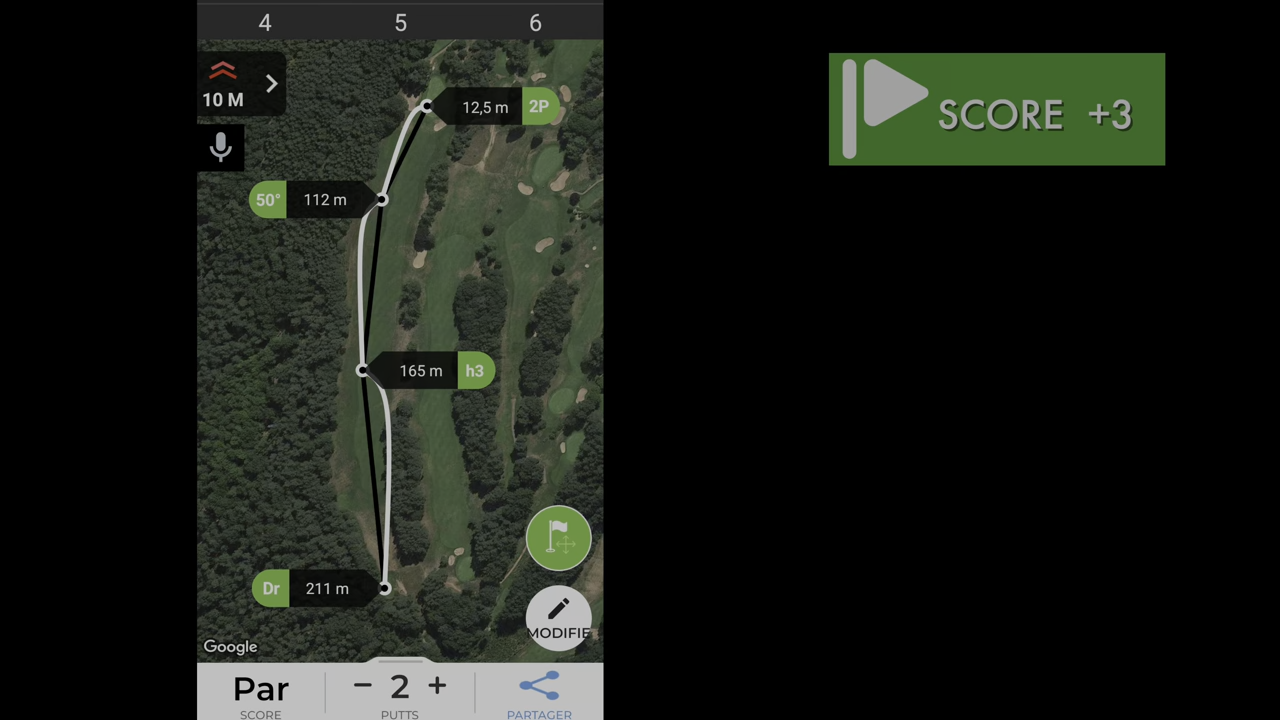 4 5 6
10 M
12,5 m 2P
50° 112 m
165 m h3
Dr 211 m
MODIFIE
Google
Par
SCORE
− 2 +
PUTTS
PARTAGER
SCORE +3